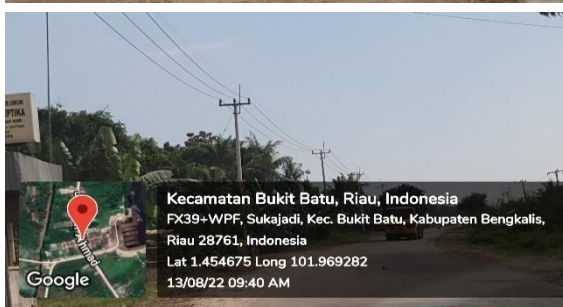 UMUM
Kecamatan Bukit Batu, Riau, Indonesia
FX39+WPF, Sukajadi, Kec. Bukit Batu, Kabupaten Bengkalis,
Riau 28761, Indonesia
Lat 1.454675 Long 101.969282
13/08/22 09:40 AM
Google